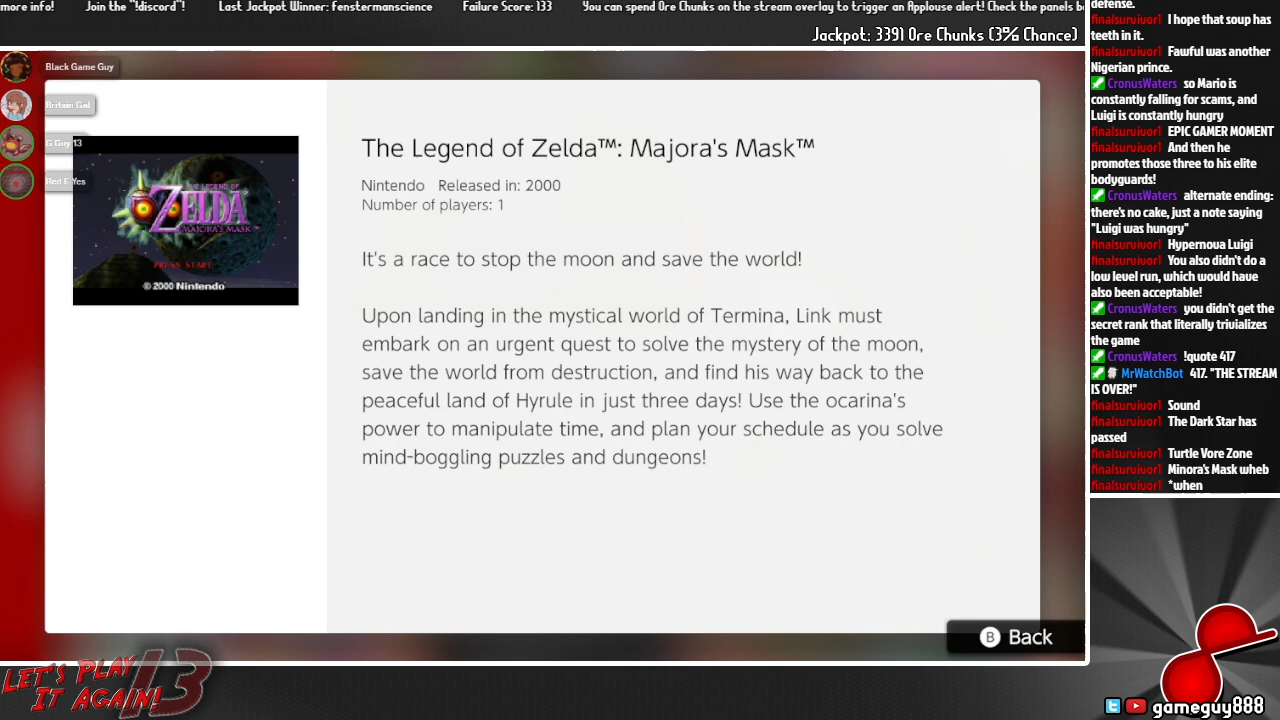 more info!  Join the "!discord"!  Last Jackpot Winner: fenstermanscience  Failure Score: 133  You can spend Ore Chunks on the stream overlay to trigger an Applouse alert! Check the panels b
Jackpot: 3391 Ore Chunks (3% Chance)
Black Game Guy
Britain Gal
G Guy 13
Red E Yes
THE LEGEND OF
ZELDA
MAJORA'S MASK™
PRESS START
© 2000 Nintendo
The Legend of Zelda™: Majora's Mask™
Nintendo  Released in: 2000
Number of players: 1
It's a race to stop the moon and save the world!
Upon landing in the mystical world of Termina, Link must
embark on an urgent quest to solve the mystery of the moon,
save the world from destruction, and find his way back to the
peaceful land of Hyrule in just three days! Use the ocarina's
power to manipulate time, and plan your schedule as you solve
mind-boggling puzzles and dungeons!
B Back
defense.
finalsurvivor1 I hope that soup has
teeth in it.
finalsurvivor1 Fawful was another
Nigerian prince.
CronusWaters so Mario is
constantly falling for scams, and
Luigi is constantly hungry
finalsurvivor1 EPIC GAMER MOMENT
finalsurvivor1 And then he
promotes those three to his elite
bodyguards!
CronusWaters alternate ending:
there's no cake, just a note saying
"Luigi was hungry"
finalsurvivor1 Hypernova Luigi
finalsurvivor1 You also didn't do a
low level run, which would have
also been acceptable!
CronusWaters you didn't get the
secret rank that literally trivializes
the game
CronusWaters !quote 417
MrWatchBot 417. "THE STREAM
IS OVER!"
finalsurvivor1 Sound
finalsurvivor1 The Dark Star has
passed
finalsurvivor1 Turtle Vore Zone
finalsurvivor1 Minora's Mask wheb
finalsurvivor1 *when
LET'S PLAY
IT AGAIN!
13
gameguy888